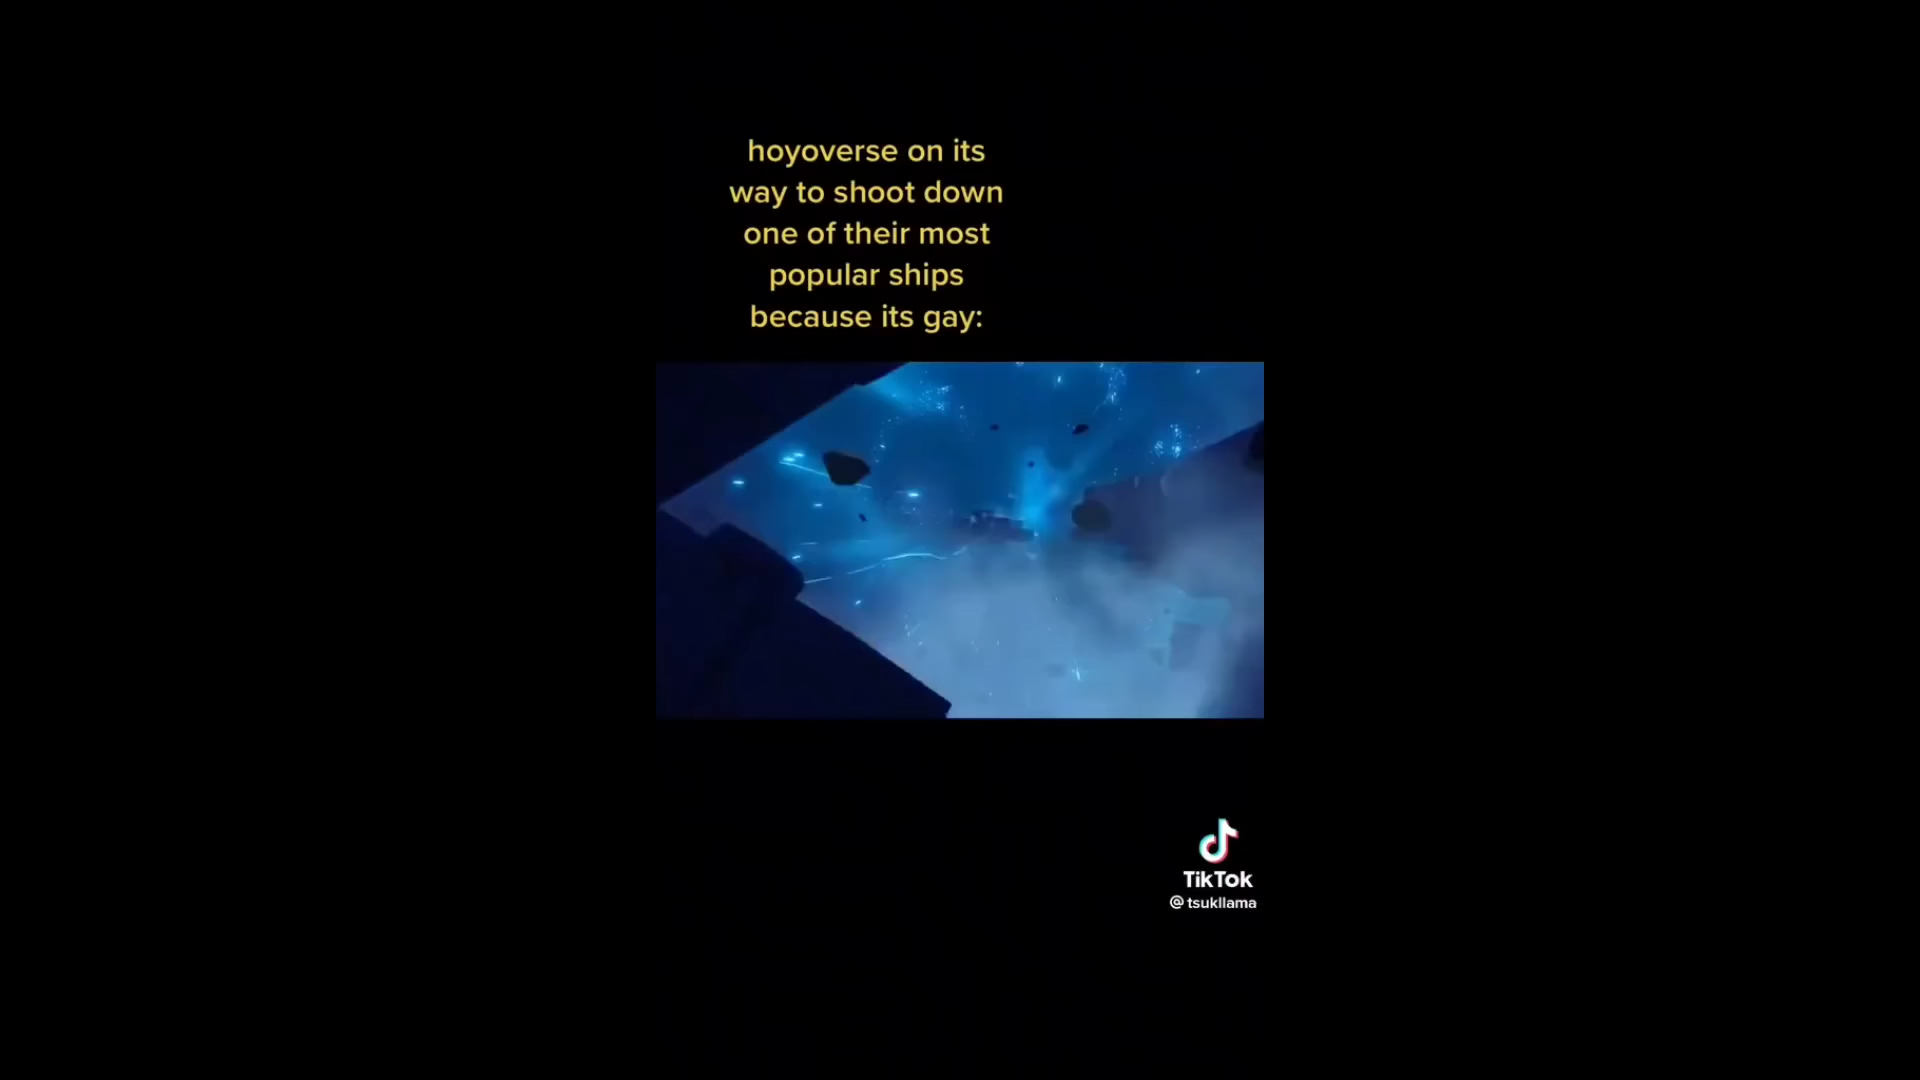 hoyoverse on its
way to shoot down
one of their most
popular ships
because its gay:
TikTok
@tsukllama